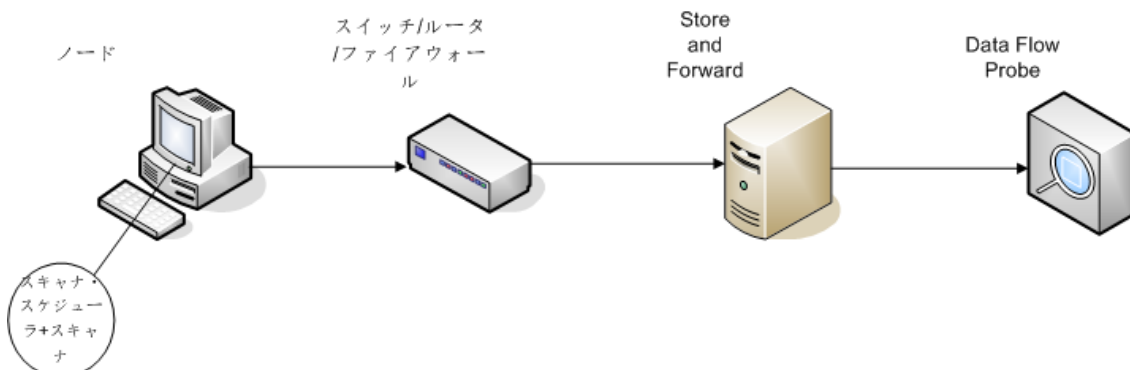 ノード
スイッチ/ルータ
/ファイアウォー
ル
Store
and
Forward
Data Flow
Probe
スキャナ・
スケジュー
ラ+スキャ
ナ